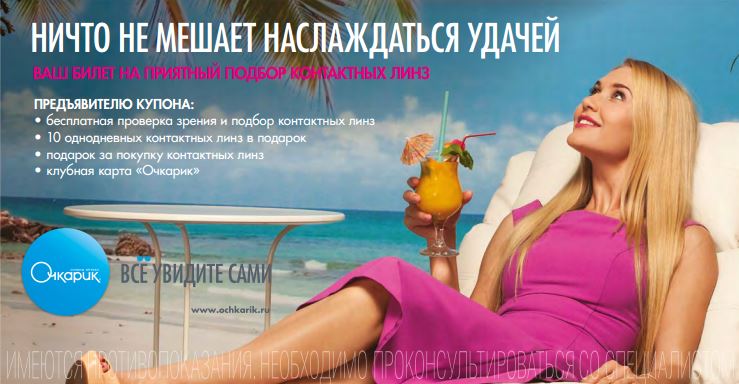 НИЧТО НЕ МЕШАЕТ НАСЛАЖДАТЬСЯ УДАЧЕЙ
ВАШ БИЛЕТ НА ПРИЯТНЫЙ ПОДБОР КОНТАКТНЫХ ЛИНЗ
ПРЕДЪЯВИТЕЛЮ КУПОНА:
• бесплатная проверка зрения и подбор контактных линз
• 10 однодневных контактных линз в подарок
• подарок за покупку контактных линз
• клубная карта «Очкарик»
Очкарик
ВСЁ УВИДИТЕ САМИ
www.ochkarik.ru
ИМЕЮТСЯ ПРОТИВОПОКАЗАНИЯ. НЕОБХОДИМО ПРОКОНСУЛЬТИРОВАТЬСЯ СО СПЕЦИАЛИСТОМ